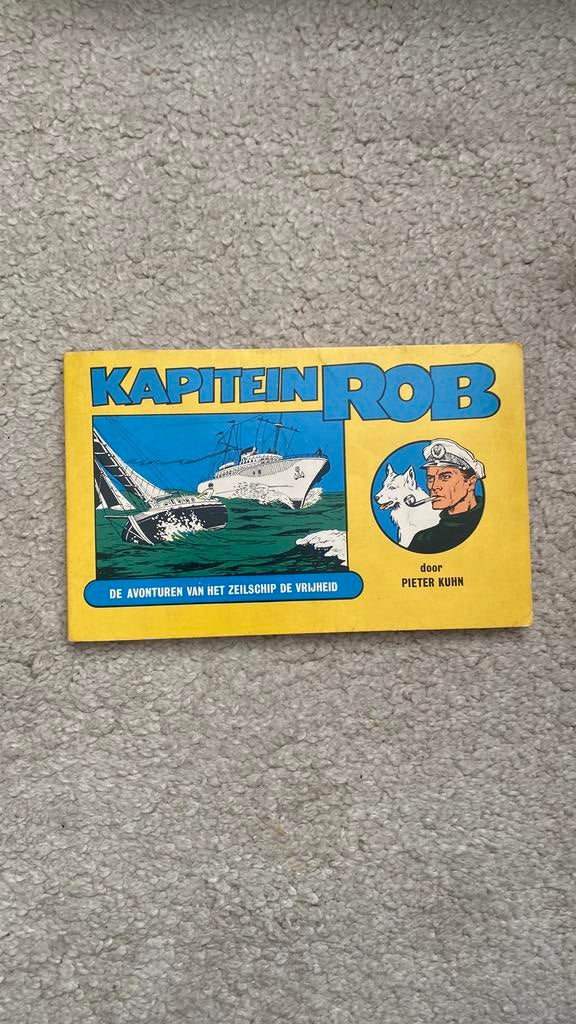 KAPITEIN ROB
DE AVONTUREN VAN HET ZEILSCHIP DE VRIJHEID
door
PIETER KUHN